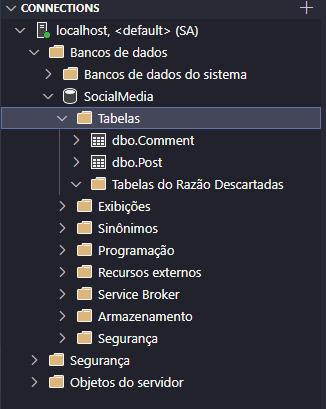 CONNECTIONS
localhost, <default> (SA)
Bancos de dados
Bancos de dados do sistema
SocialMedia
Tabelas
dbo.Comment
dbo.Post
Tabelas do Razão Descartadas
Exibições
Sinônimos
Programação
Recursos externos
Service Broker
Armazenamento
Segurança
Segurança
Objetos do servidor